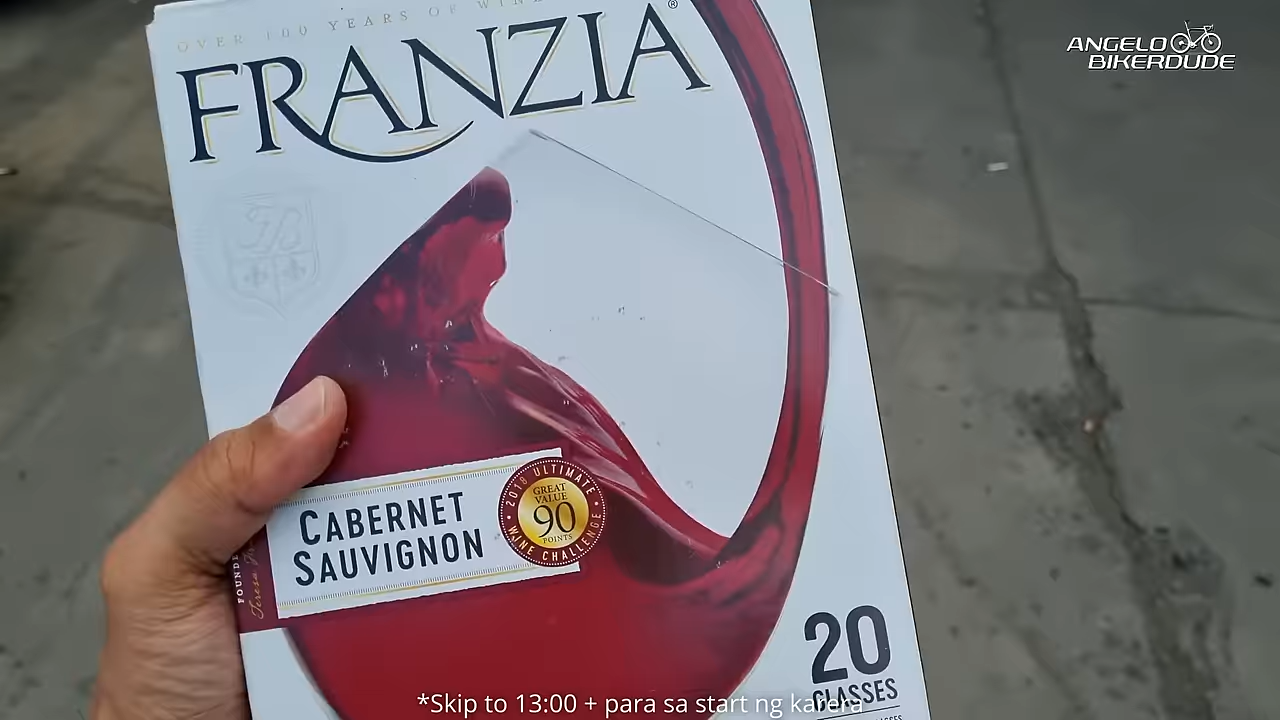 OVER 100 YEARS OF WINE
FRANZIA®
ANGELO
BIKERDUDE
CABERNET
SAUVIGNON
2018 ULTIMATE
WINE CHALLENGE
GREAT
VALUE
90
POINTS
20
GLASSES
*Skip to 13:00 + para sa start ng karera